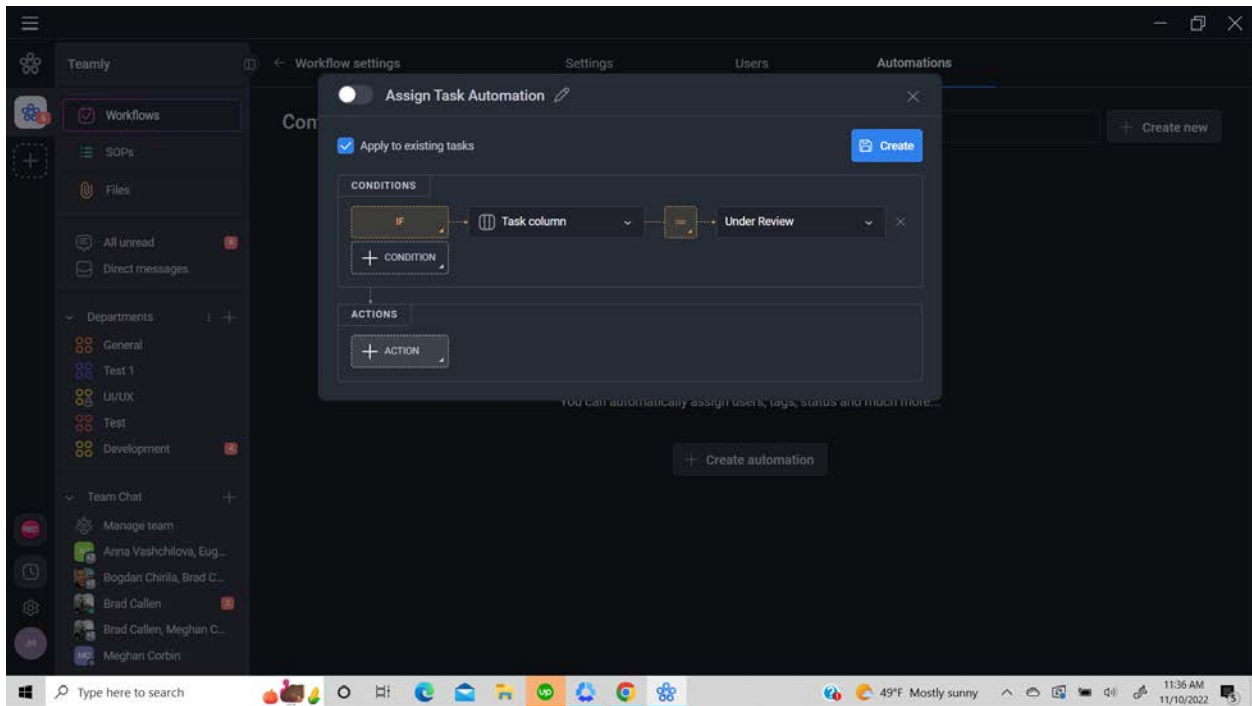 Teamly
Workflow settings
Settings
Users
Automations
Assign Task Automation
Workflows
Con
Create new
SOPs
Apply to existing tasks
Create
Files
CONDITIONS
IF
Task column
=
Under Review
All unread
CONDITION
Direct messages
Departments
ACTIONS
General
ACTION
Test 1
UI/UX
You can automatically assign users, tags, status and much more...
Test
Development
Create automation
Team Chat
Manage team
Anna Vashchilova, Eug...
Bogdan Chirila, Brad C...
Brad Callen
Brad Callen, Meghan C...
Meghan Corbin
Type here to search
up
49°F Mostly sunny
11:36 AM
11/10/2022